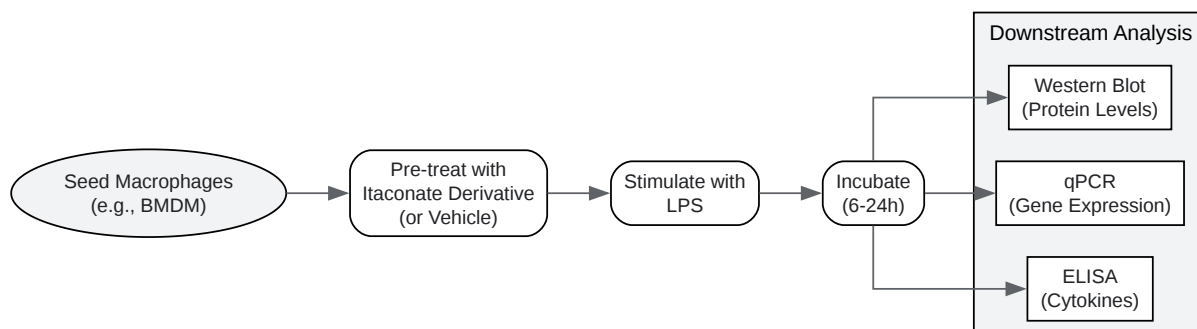 Seed Macrophages
(e.g., BMDM)
Pre-treat with
Itaconate Derivative
(or Vehicle)
Stimulate with
LPS
Incubate
(6-24h)
Downstream Analysis
Western Blot
(Protein Levels)
qPCR
(Gene Expression)
ELISA
(Cytokines)